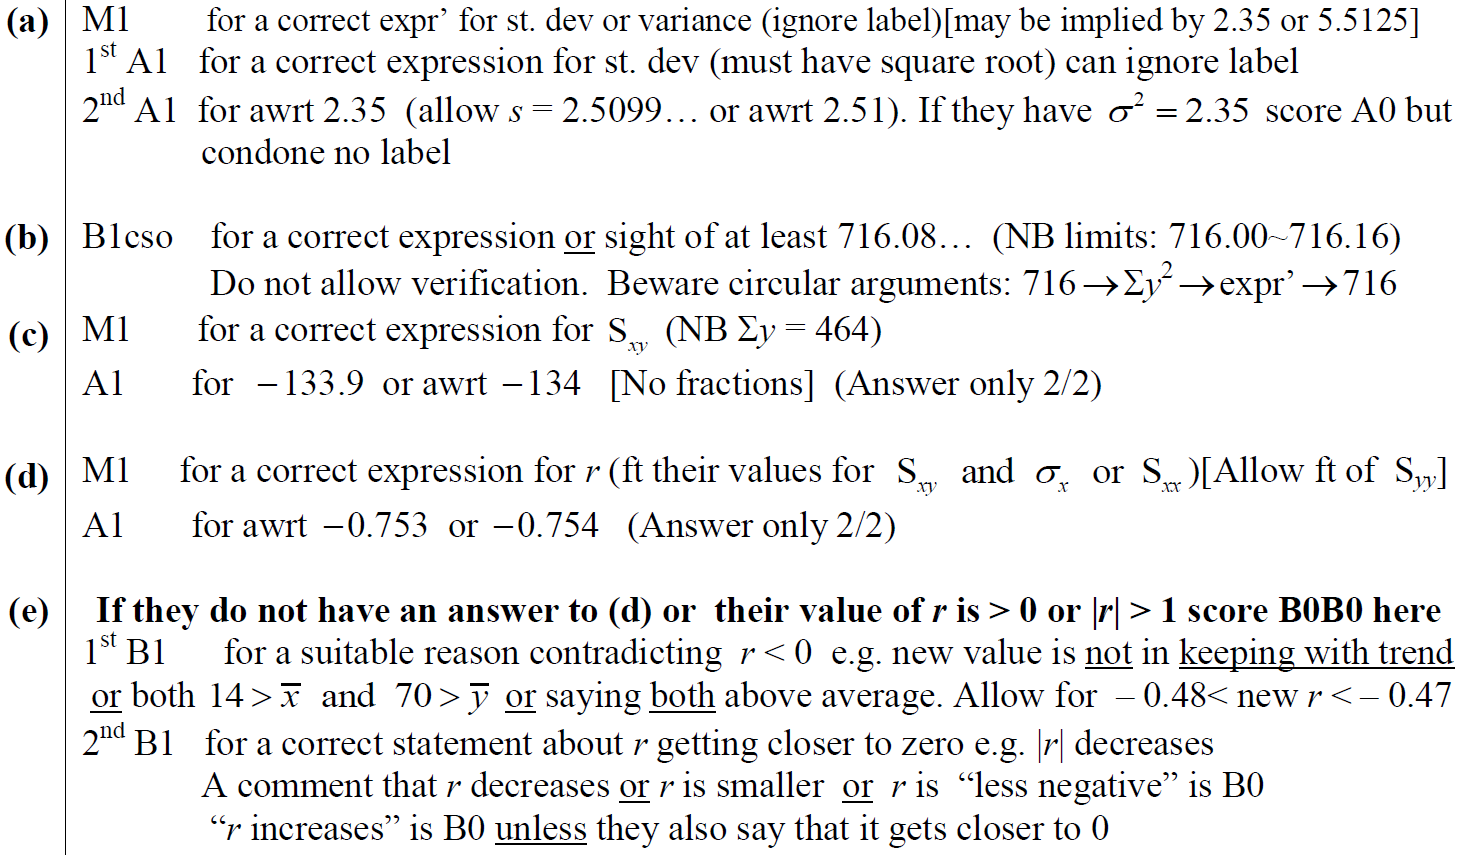 (a) M1 for a correct expr’ for st. dev or variance (ignore label)[may be implied by 2.35 or 5.5125]
1st A1 for a correct expression for st. dev (must have square root) can ignore label
2nd A1 for awrt 2.35 (allow s = 2.5099… or awrt 2.51). If they have σ² = 2.35 score A0 but
condone no label
(b) B1cso for a correct expression or sight of at least 716.08… (NB limits: 716.00~716.16)
Do not allow verification. Beware circular arguments: 716 → Σy² → expr’ → 716
(c) M1 for a correct expression for Sxy (NB Σy = 464)
A1 for −133.9 or awrt −134 [No fractions] (Answer only 2/2)
(d) M1 for a correct expression for r (ft their values for Sxy and σx or Sxx)[Allow ft of Syy]
A1 for awrt −0.753 or −0.754 (Answer only 2/2)
(e) If they do not have an answer to (d) or their value of r is > 0 or |r| > 1 score B0B0 here
1st B1 for a suitable reason contradicting r < 0 e.g. new value is not in keeping with trend
or both 14 > x̅ and 70 > y̅ or saying both above average. Allow for – 0.48< new r < – 0.47
2nd B1 for a correct statement about r getting closer to zero e.g. |r| decreases
A comment that r decreases or r is smaller or r is “less negative” is B0
“r increases” is B0 unless they also say that it gets closer to 0